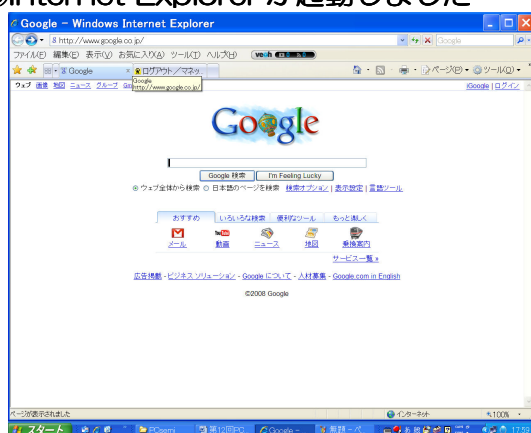 Internet Explorer が起動しました
Google - Windows Internet Explorer
http://www.google.co.jp/
Google
ファイル(F) 編集(E) 表示(V) お気に入り(A) ツール(T) ヘルプ(H)
Google
ログアウト／マネッ
ページ(P) ツール(O)
ウェブ 画像 地図 ニュース グループ
iGoogle | ログイン
Google
http://www.google.co.jp/
Google
Google 検索 I'm Feeling Lucky
ウェブ全体から検索 日本語のページを検索 検索オプション | 表示設定 | 言語ツール
おすすめ いろいろな検索 便利なツール もっと楽しく
メール 動画 ニュース 地図 乗換案内
サービス一覧 »
広告掲載 - ビジネス ソリューション - Google について - 人材募集 - Google.com in English
©2008 Google
ページが表示されました
インターネット
100%
スタート
PCsemi
第12回PC
Google -
無題 - ペ
17:59